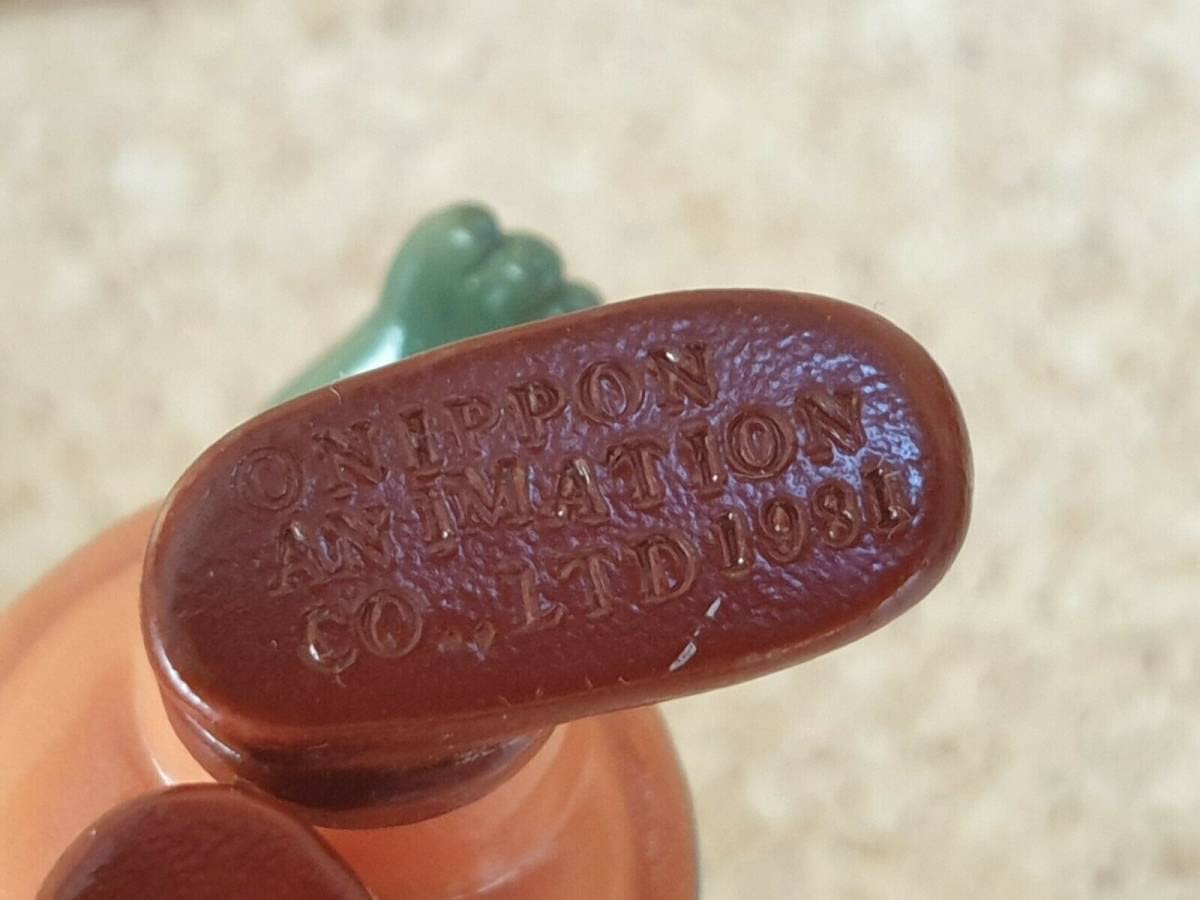 ©NIPPON
ANIMATION
CO., LTD 1981